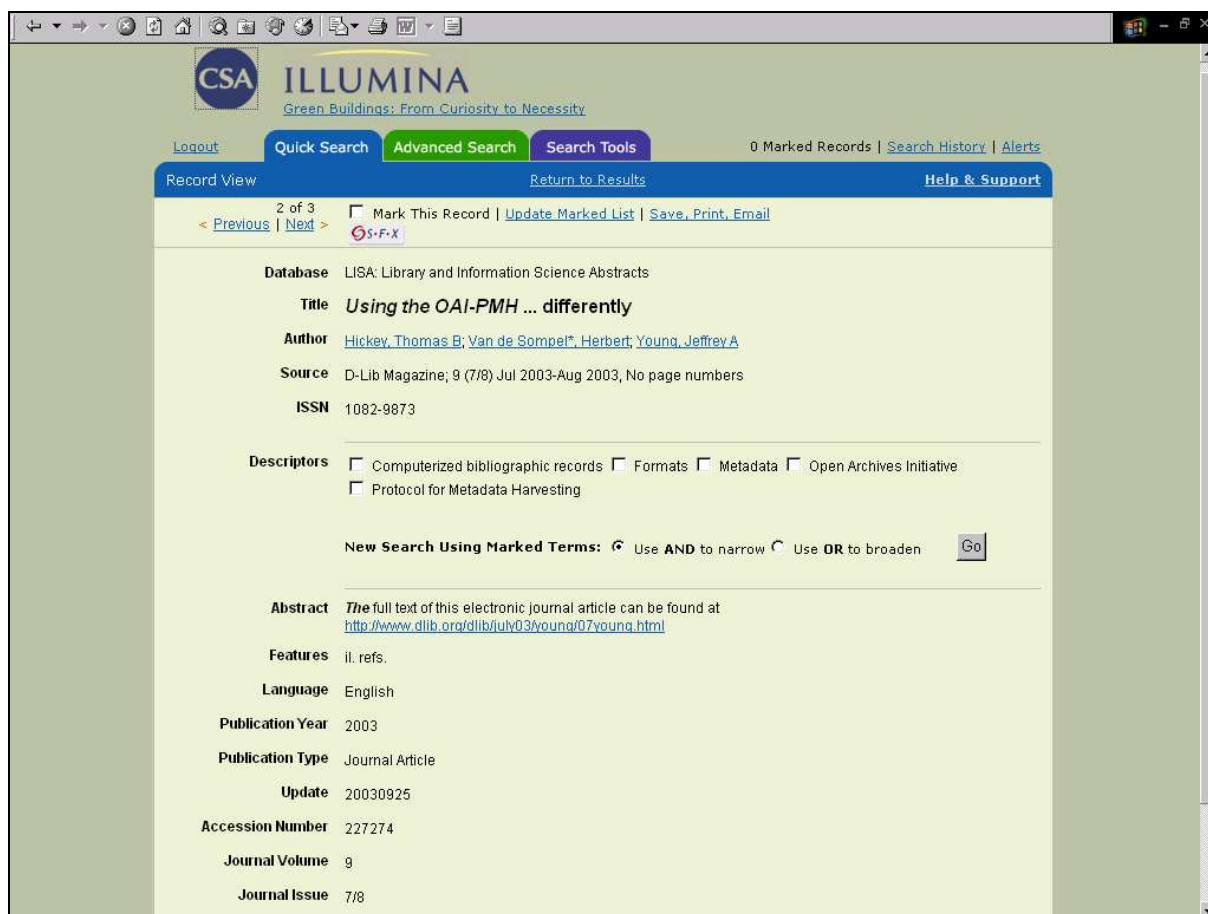 CSA ILLUMINA
Green Buildings: From Curiosity to Necessity
Logout Quick Search Advanced Search Search Tools 0 Marked Records | Search History | Alerts
Record View Return to Results Help & Support
2 of 3 Mark This Record | Update Marked List | Save, Print, Email
< Previous | Next > S·F·X
Database LISA: Library and Information Science Abstracts
Title Using the OAI-PMH ... differently
Author Hickey, Thomas B; Van de Sompel*, Herbert; Young, Jeffrey A
Source D-Lib Magazine; 9 (7/8) Jul 2003-Aug 2003, No page numbers
ISSN 1082-9873
Descriptors Computerized bibliographic records Formats Metadata Open Archives Initiative
Protocol for Metadata Harvesting
New Search Using Marked Terms: Use AND to narrow Use OR to broaden Go
Abstract The full text of this electronic journal article can be found at
http://www.dlib.org/dlib/july03/young/07young.html
Features il. refs.
Language English
Publication Year 2003
Publication Type Journal Article
Update 20030925
Accession Number 227274
Journal Volume 9
Journal Issue 7/8